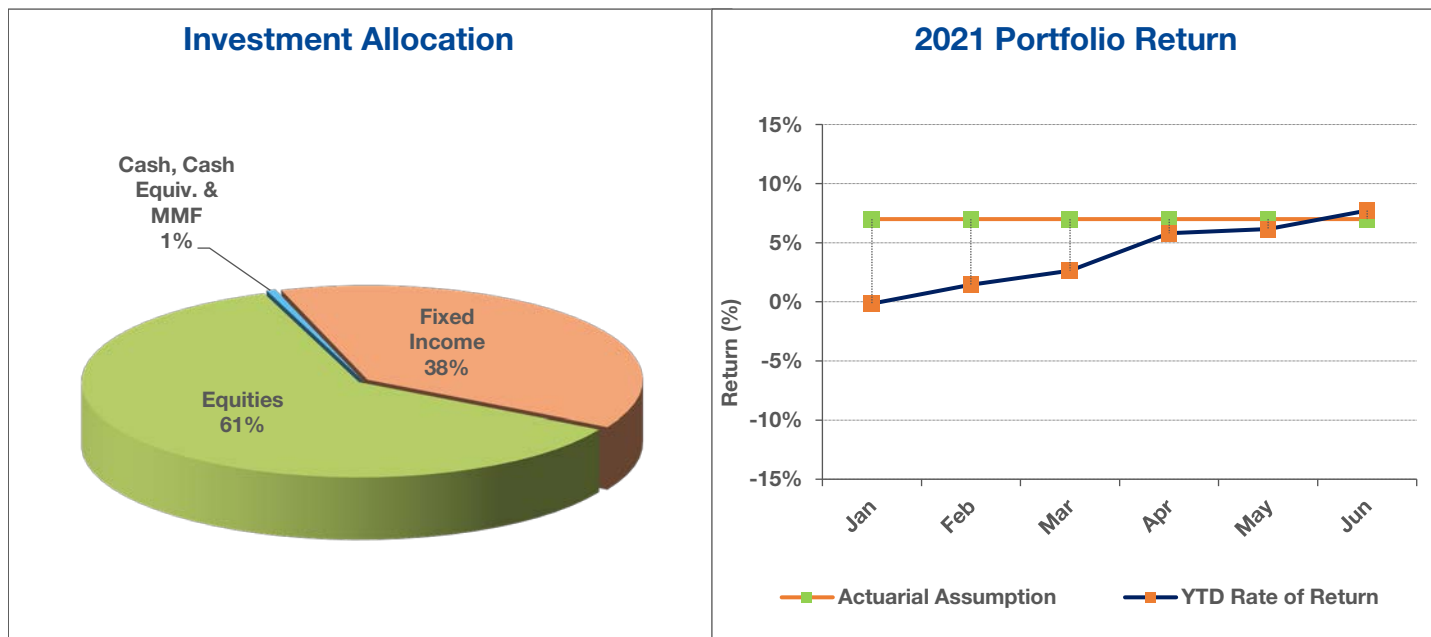 Investment Allocation
Cash, Cash
Equiv. &
MMF
1%
Fixed
Income
38%
Equities
61%
2021 Portfolio Return
15%
10%
5%
0%
-5%
-10%
-15%
Return (%)
Jan
Feb
Mar
Apr
May
Jun
Actuarial Assumption
YTD Rate of Return